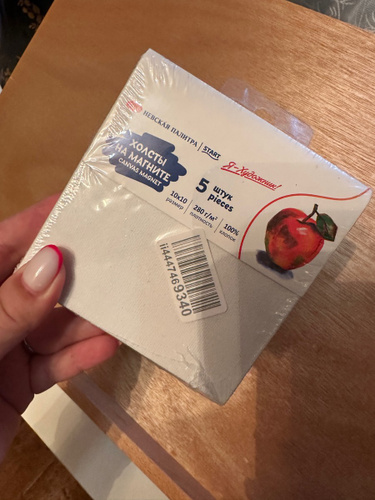 НЕВСКАЯ ПАЛИТРА | START
Я-Художник!
ХОЛСТЫ
НА МАГНИТЕ
CANVAS MAGNET
5 штук
pieces
10x10
размер
280 г/м²
плотность
100%
хлопок
ii4447469340